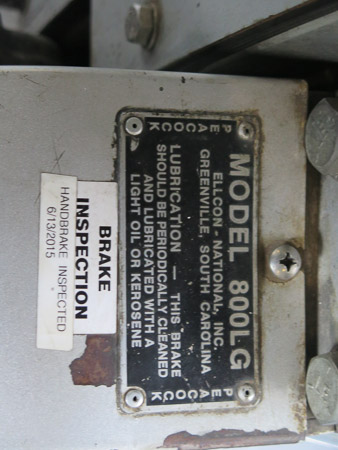 PEACOCK
MODEL 800LG
ELLCON-NATIONAL, INC.
GREENVILLE, SOUTH CAROLINA
LUBRICATION — THIS BRAKE
SHOULD BE PERIODICALLY CLEANED
AND LUBRICATED WITH A
LIGHT OIL OR KEROSENE
PEACOCK
BRAKE
INSPECTION
HANDBRAKE INSPECTED
6/13/2015